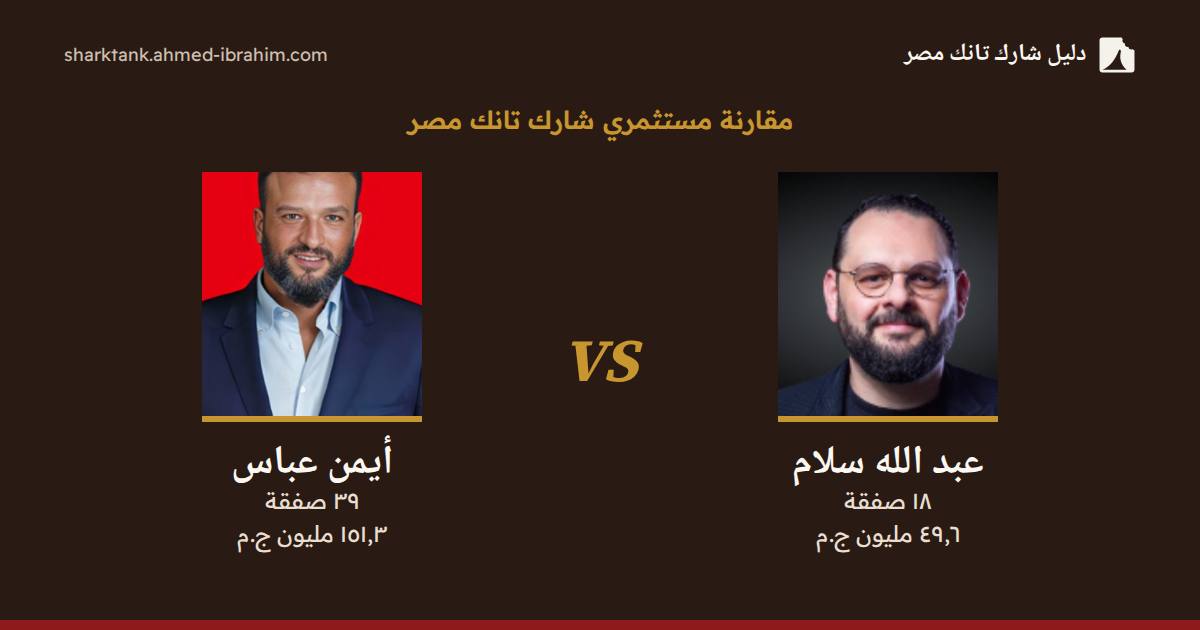 دليل شارك تانك مصر
sharktank.ahmed-ibrahim.com
مقارنة مستثمري شارك تانك مصر
عبد الله سلام
١٨ صفقة
٤٩,٦ مليون ج.م
VS
أيمن عباس
٣٩ صفقة
١٥١,٣ مليون ج.م